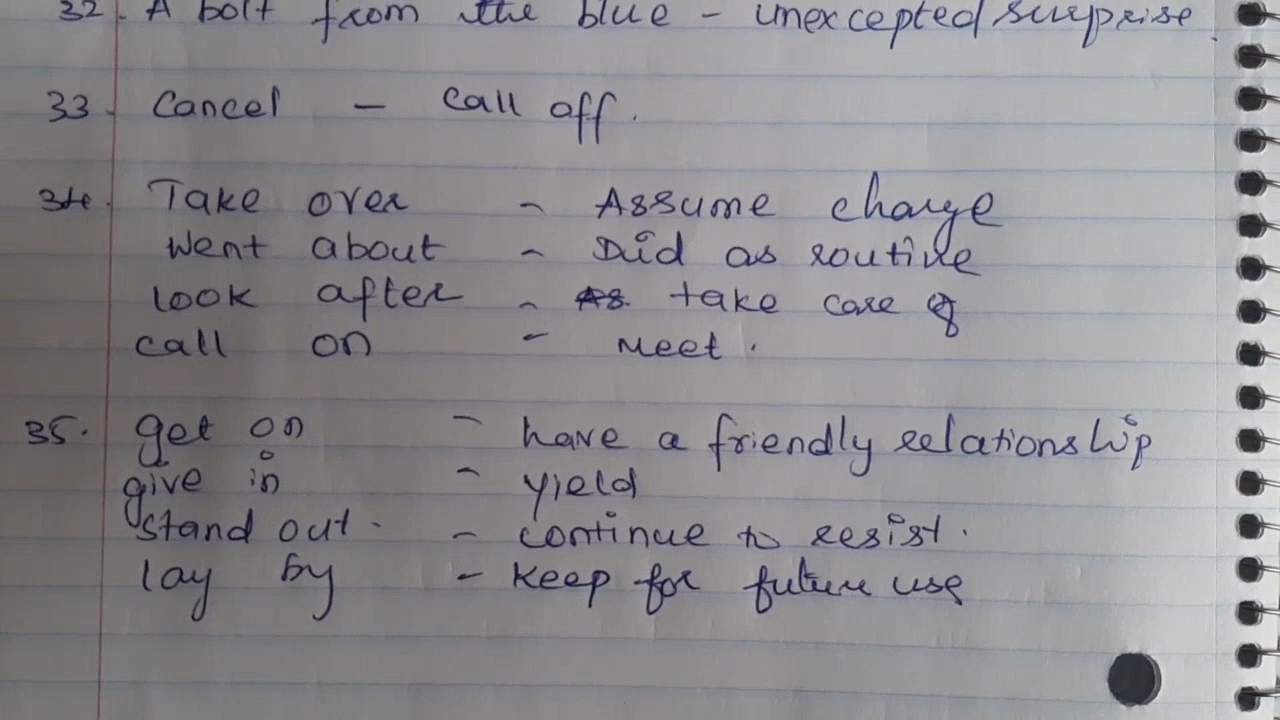 32. A bolt from the blue - unexcepted surprise.
33. Cancel - Call off.
34. Take over - Assume charge
Went about - Did as routine
look after - take care of
call on - Meet.
35. get on - have a friendly relationship
give in - yield
stand out. - continue to resist.
lay by - keep for future use